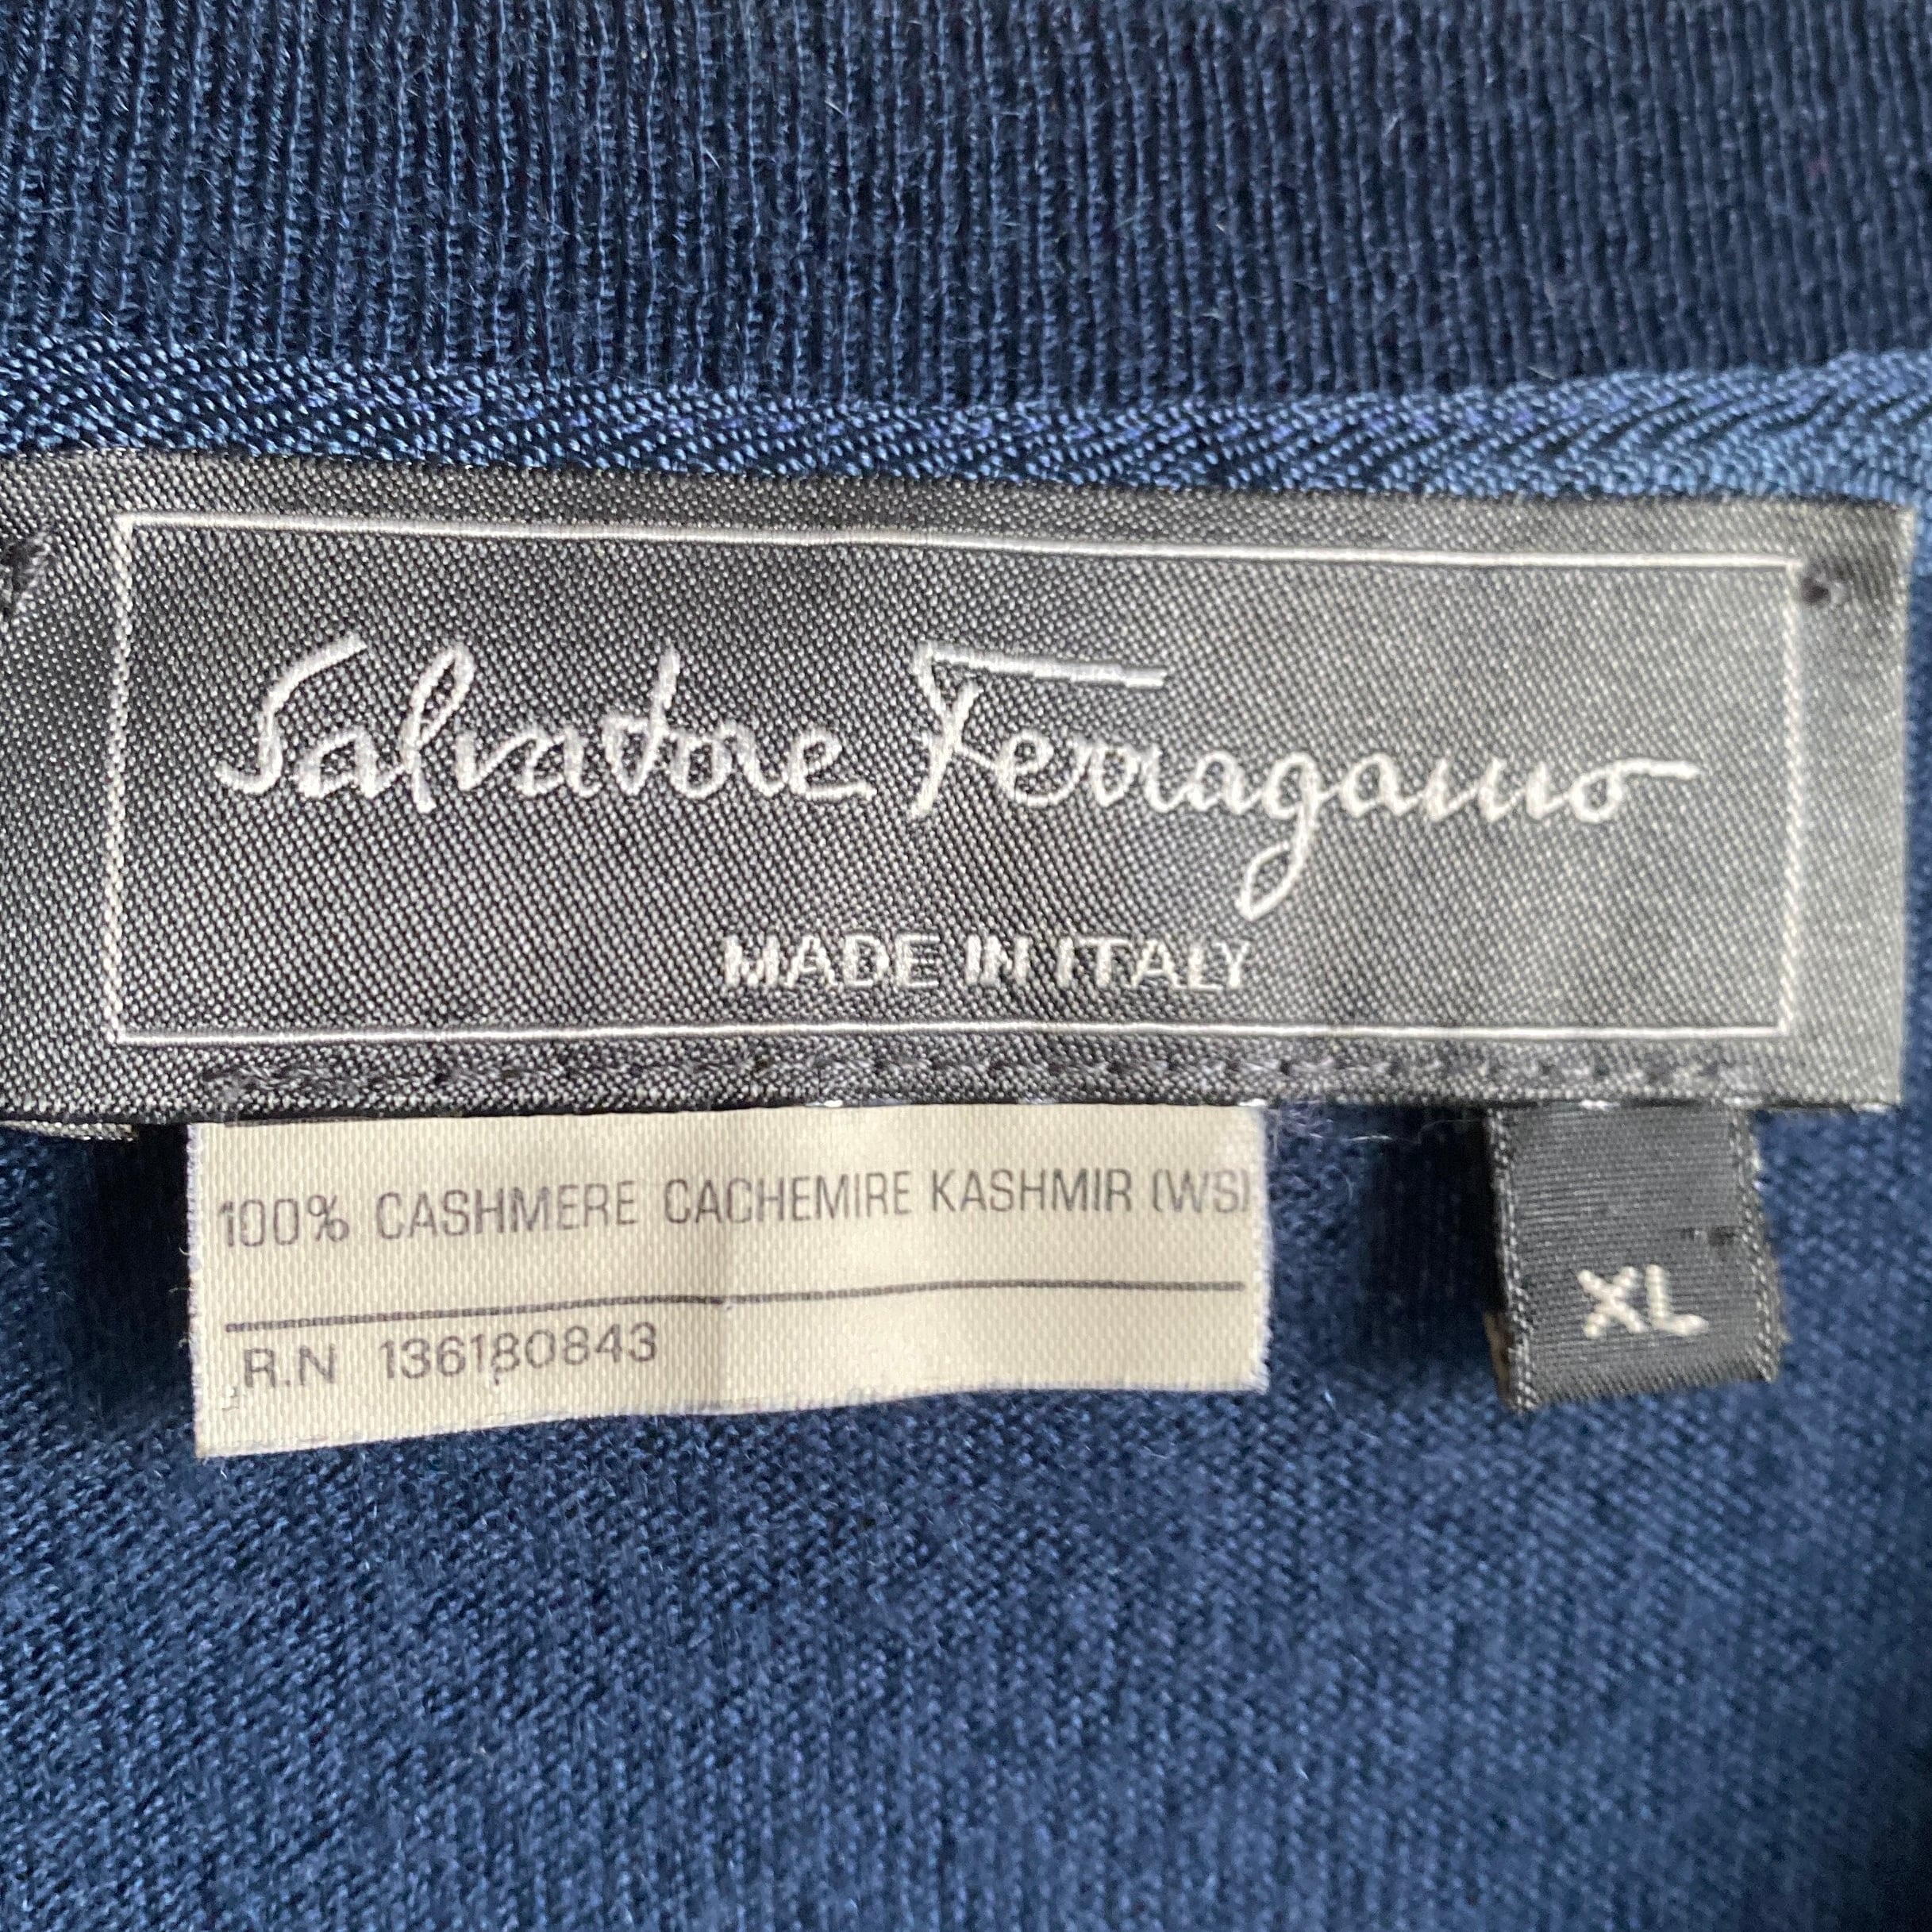 Salvatore Ferragamo
MADE IN ITALY
100% CASHMERE CACHEMIRE KASHMIR (WS)
R.N 136180843
XL